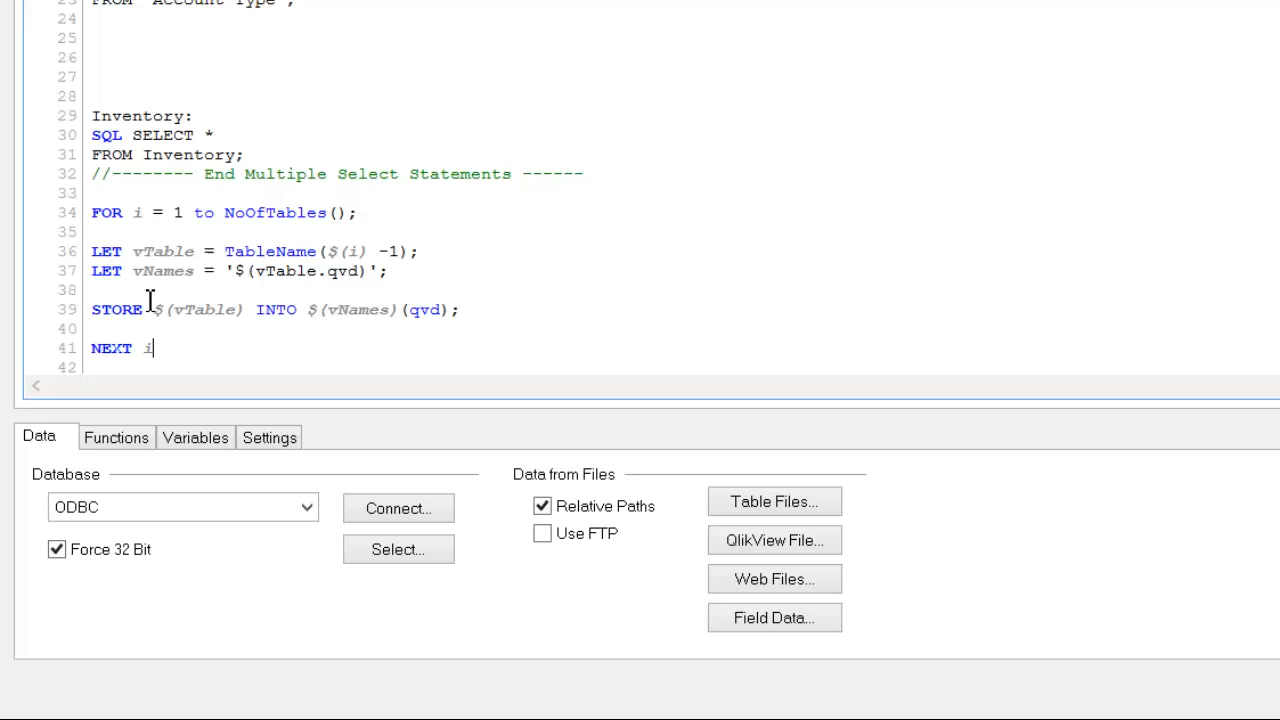 23 FROM "Account Type";
24
25
26
27
28
29 Inventory:
30 SQL SELECT *
31 FROM Inventory;
32 //-------- End Multiple Select Statements ------
33
34 FOR i = 1 to NoOfTables();
35
36 LET vTable = TableName($(i) -1);
37 LET vNames = '$(vTable.qvd)';
38
39 STORE $(vTable) INTO $(vNames)(qvd);
40
41 NEXT i
42
Data Functions Variables Settings
Database
ODBC
Connect...
Force 32 Bit
Select...
Data from Files
Relative Paths
Use FTP
Table Files...
QlikView File...
Web Files...
Field Data...